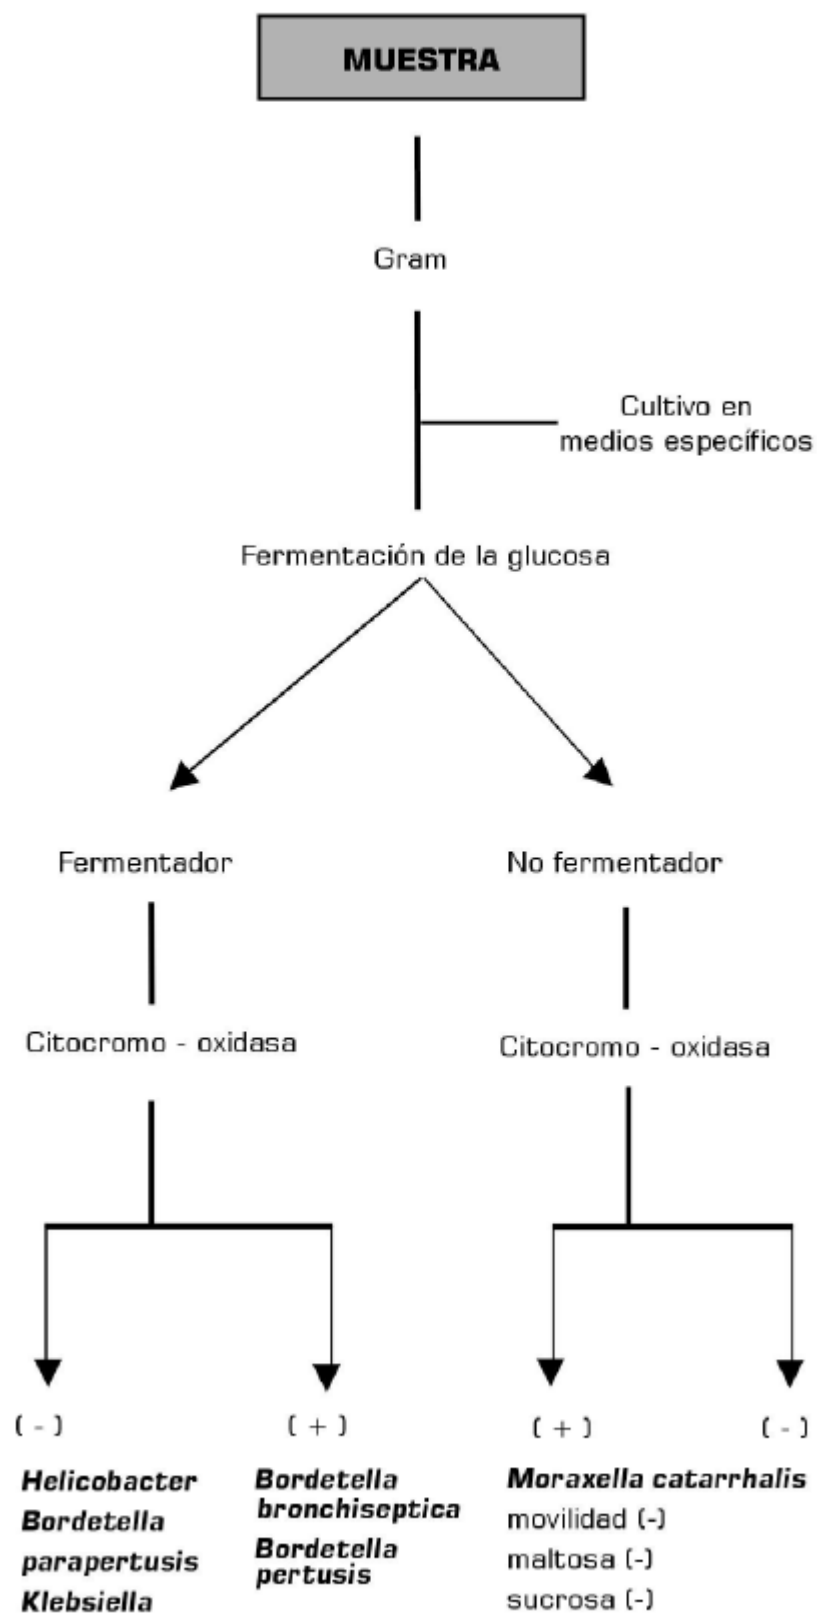 MUESTRA
Gram
Cultivo en
medios específicos
Fermentación de la glucosa
Fermentador
No fermentador
Citocromo - oxidasa
Citocromo - oxidasa
( - )
( + )
( + )
( - )
Helicobacter
Bordetella
parapertusis
Klebsiella
Bordetella
bronchiseptica
Bordetella
pertusis
Moraxella catarrhalis
movilidad (-)
maltosa (-)
sucrosa (-)